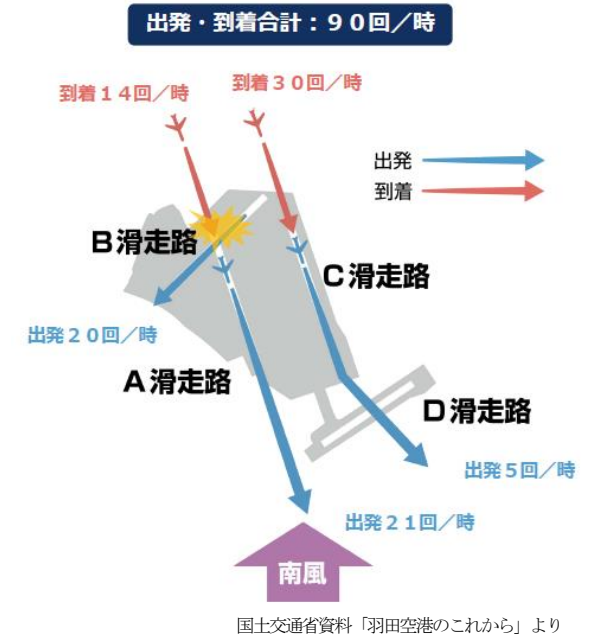 出発・到着合計：９０回／時
到着１４回／時
到着３０回／時
出発
到着
B滑走路
C滑走路
出発２０回／時
A滑走路
D滑走路
出発５回／時
出発２１回／時
南風
国土交通省資料「羽田空港のこれから」より